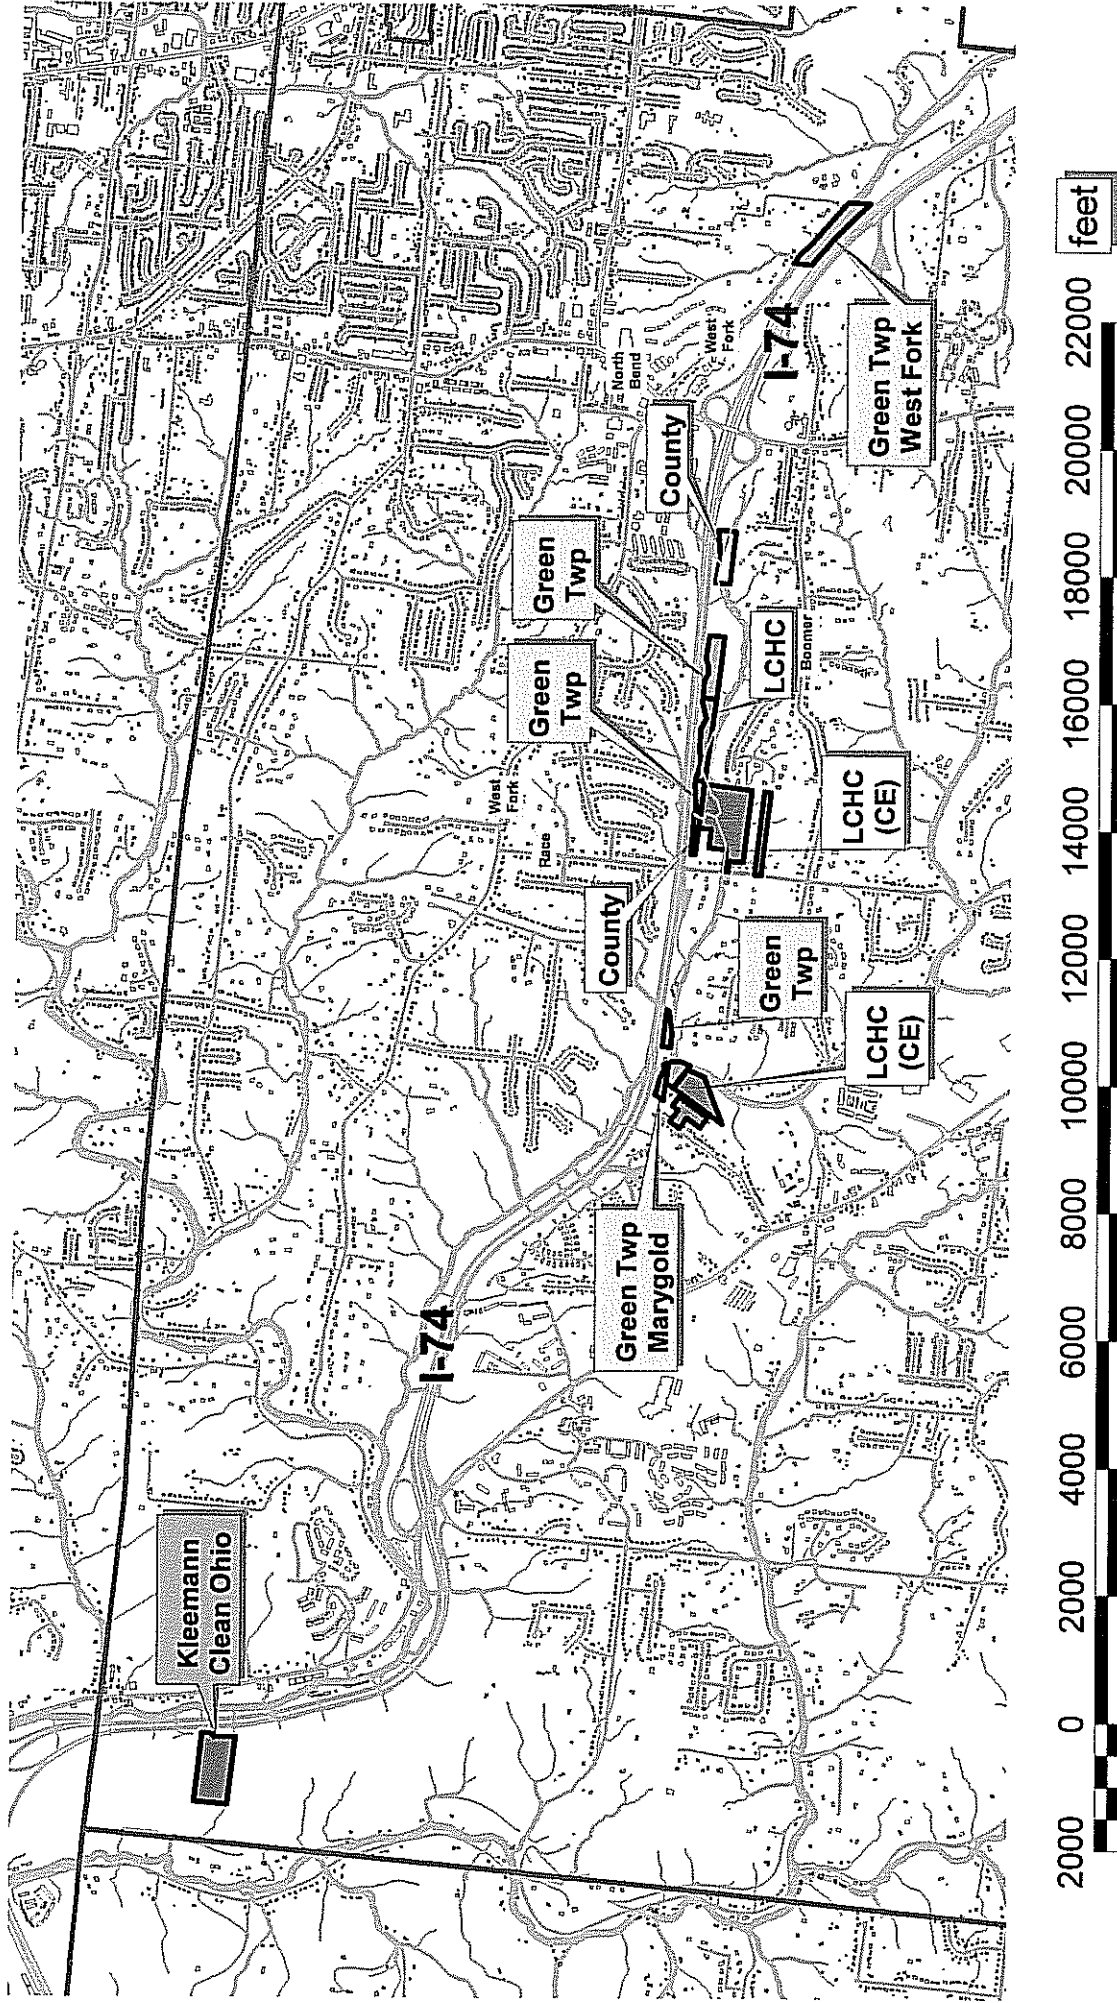 Kleemann
Clean Ohio
I-74
Green Twp
Marygold
LCHC
(CE)
Green
Twp
County
Race
West
Fork
Green
Twp
Green
Twp
LCHC
(CE)
LCHC
Boomer
County
North
Bend
West
Fork
I-74
Green Twp
West Fork
2000
0
2000
4000
6000
8000
10000
12000
14000
16000
18000
20000
22000
feet